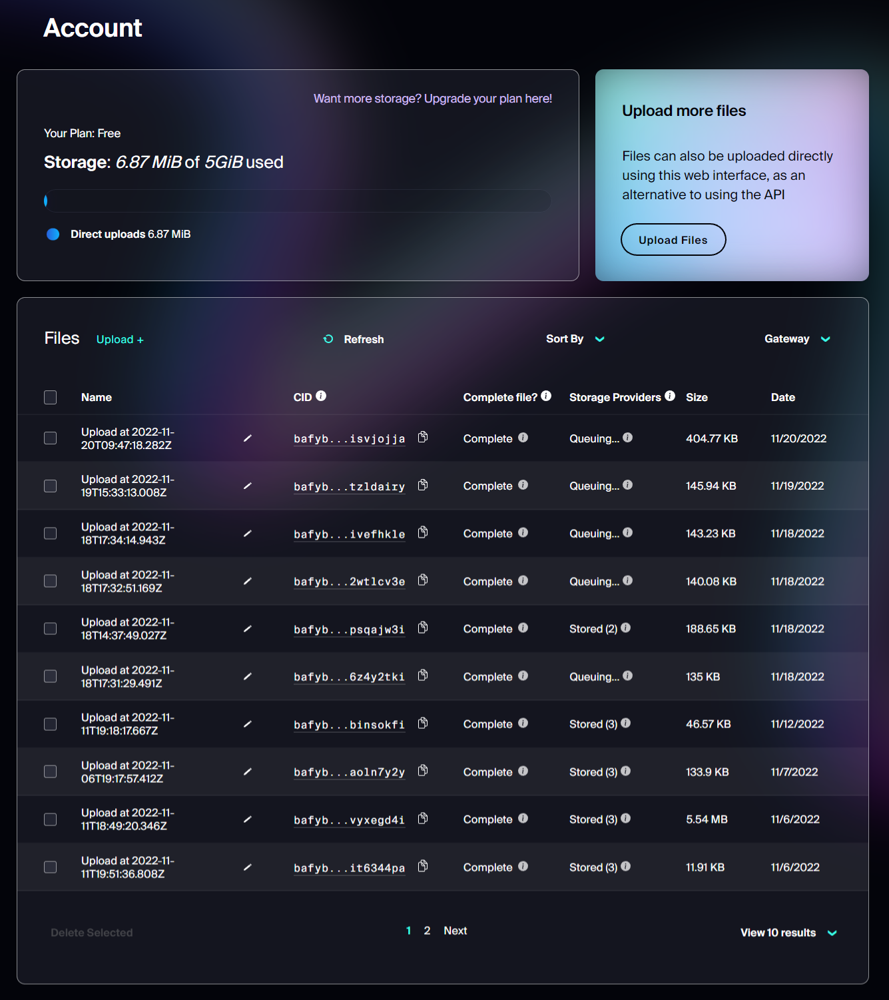 Account
Want more storage? Upgrade your plan here!
Your Plan: Free
Storage: 6.87 MiB of 5GiB used
Direct uploads 6.87 MiB
Upload more files
Files can also be uploaded directly
using this web interface, as an
alternative to using the API
Upload Files
Files Upload + Refresh Sort By Gateway
Name CID Complete file? Storage Providers Size Date
Upload at 2022-11-
20T09:47:18.282Z
bafyb...isvjojja Complete Queuing... 404.77 KB 11/20/2022
Upload at 2022-11-
19T15:33:13.008Z
bafyb...tzldairy Complete Queuing... 145.94 KB 11/19/2022
Upload at 2022-11-
18T17:34:14.943Z
bafyb...ivefhkle Complete Queuing... 143.23 KB 11/18/2022
Upload at 2022-11-
18T17:32:51.169Z
bafyb...2wtlcv3e Complete Queuing... 140.08 KB 11/18/2022
Upload at 2022-11-
18T14:37:49.027Z
bafyb...psqajw3i Complete Stored (2) 188.65 KB 11/18/2022
Upload at 2022-11-
18T17:31:29.491Z
bafyb...6z4y2tki Complete Queuing... 135 KB 11/18/2022
Upload at 2022-11-
11T19:18:17.667Z
bafyb...binsokfi Complete Stored (3) 46.57 KB 11/12/2022
Upload at 2022-11-
06T19:17:57.412Z
bafyb...aoln7y2y Complete Stored (3) 133.9 KB 11/7/2022
Upload at 2022-11-
11T18:49:20.346Z
bafyb...vyxegd4i Complete Stored (3) 5.54 MB 11/6/2022
Upload at 2022-11-
11T19:51:36.808Z
bafyb...it6344pa Complete Stored (3) 11.91 KB 11/6/2022
Delete Selected 1 2 Next View 10 results